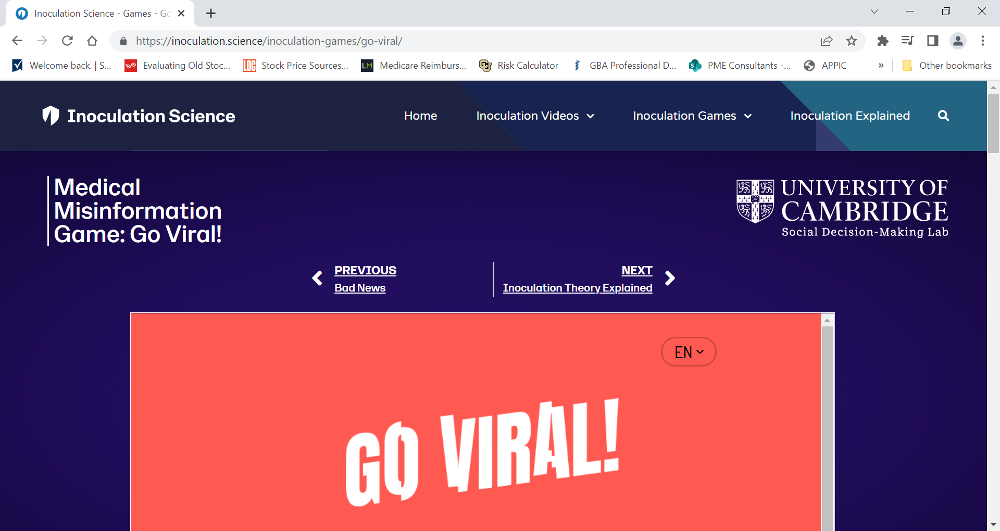 Inoculation Science - Games - Go
https://inoculation.science/inoculation-games/go-viral/
Welcome back. | S...
Evaluating Old Stoc...
LOC
Stock Price Sources...
LM
Medicare Reimburs...
Risk Calculator
GBA Professional D...
PME Consultants -...
APPIC
»
Other bookmarks
Inoculation Science
Home
Inoculation Videos
Inoculation Games
Inoculation Explained
Medical
Misinformation
Game: Go Viral!
UNIVERSITY OF
CAMBRIDGE
Social Decision-Making Lab
PREVIOUS
Bad News
NEXT
Inoculation Theory Explained
EN
GO VIRAL!